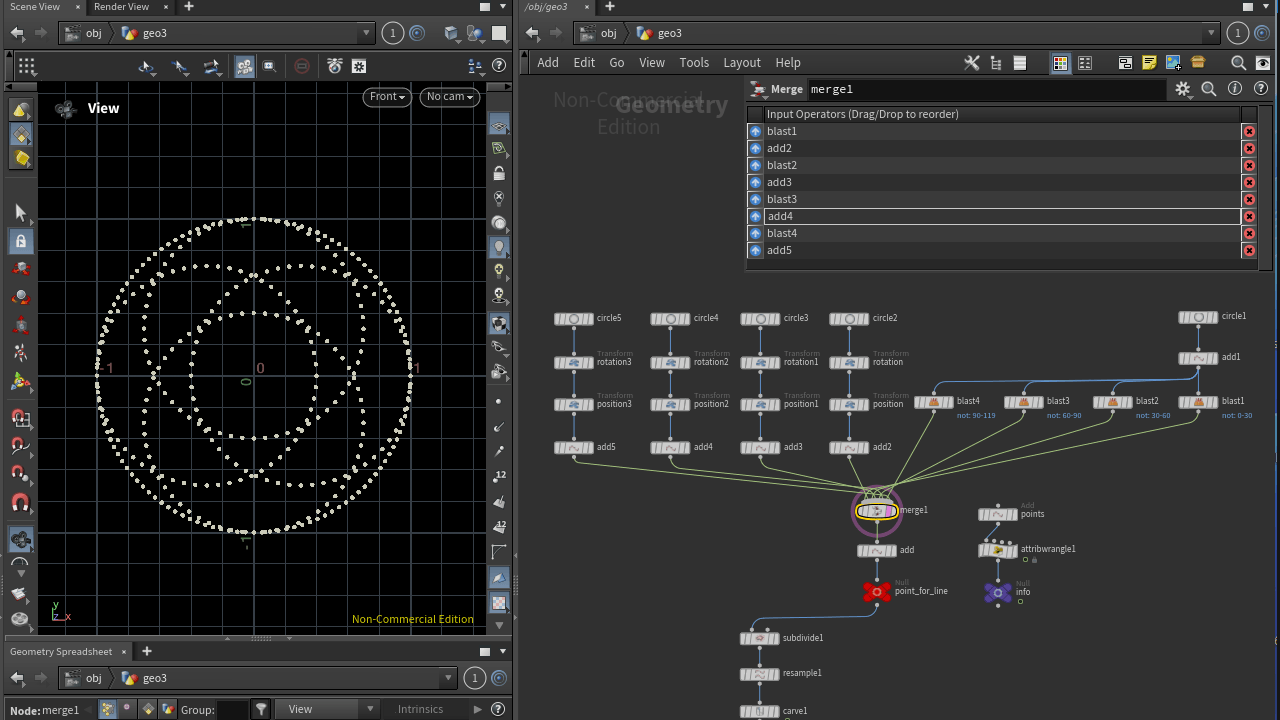 Scene View × Render View × +
obj geo3 1
View
Front
No cam
-1 0 1
1
0
-1
y
z x
Non-Commercial Edition
12
12
Geometry Spreadsheet × +
obj geo3 1
Node: merge1 Group: View Intrinsics
/obj/geo3 × +
obj geo3 1
Add Edit Go View Tools Layout Help
Non-Commercial
Edition
Geometry
Merge merge1
Input Operators (Drag/Drop to reorder)
blast1
add2
blast2
add3
blast3
add4
blast4
add5
circle5 circle4 circle3 circle2 circle1
Transform Transform Transform Transform
rotation3 rotation2 rotation1 rotation add1
Transform Transform Transform Transform
position3 position2 position1 position blast4 blast3 blast2 blast1
not: 90-119 not: 60-90 not: 30-60 not: 0-30
add5 add4 add3 add2
merge1
Add
points
add
attribwrangle1
Null
point_for_line
Null
info
subdivide1
resample1
carve1